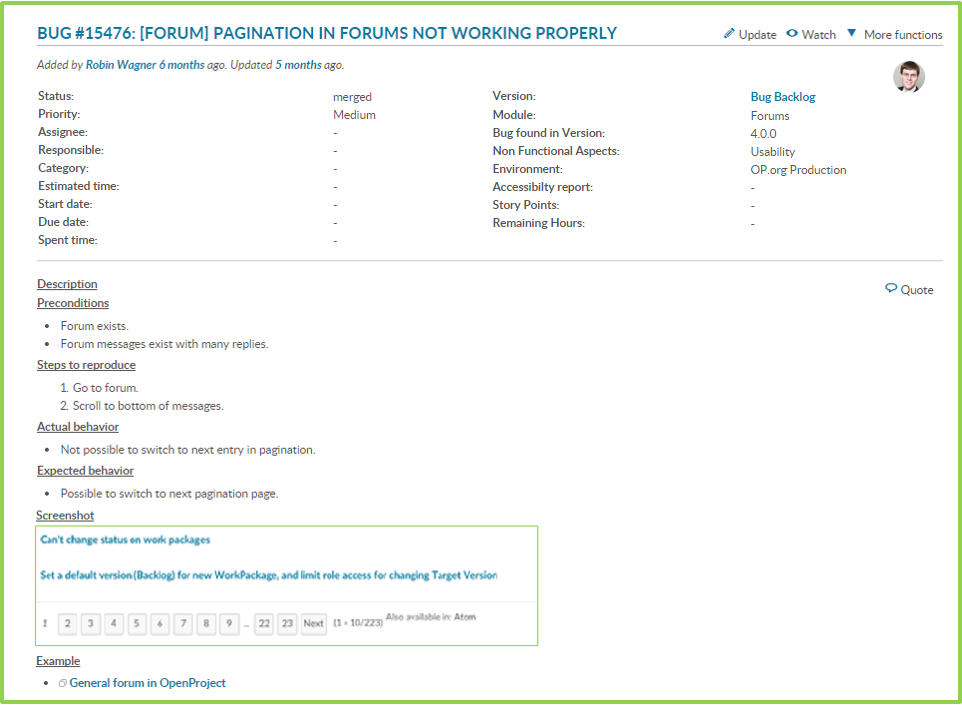 BUG #15476: [FORUM] PAGINATION IN FORUMS NOT WORKING PROPERLY
Update Watch More functions
Added by Robin Wagner 6 months ago. Updated 5 months ago.
Status: merged
Priority: Medium
Assignee: -
Responsible: -
Category: -
Estimated time: -
Start date: -
Due date: -
Spent time: -
Version: Bug Backlog
Module: Forums
Bug found in Version: 4.0.0
Non Functional Aspects: Usability
Environment: OP.org Production
Accessibilty report: -
Story Points: -
Remaining Hours: -
Description
Quote
Preconditions
• Forum exists.
• Forum messages exist with many replies.
Steps to reproduce
1. Go to forum.
2. Scroll to bottom of messages.
Actual behavior
• Not possible to switch to next entry in pagination.
Expected behavior
• Possible to switch to next pagination page.
Screenshot
Can't change status on work packages
Set a default version(Backlog) for new WorkPackage, and limit role access for changing Target Version
1 2 3 4 5 6 7 8 9 ... 22 23 Next (1 - 10/223) Also available in: Atom
Example
• General forum in OpenProject